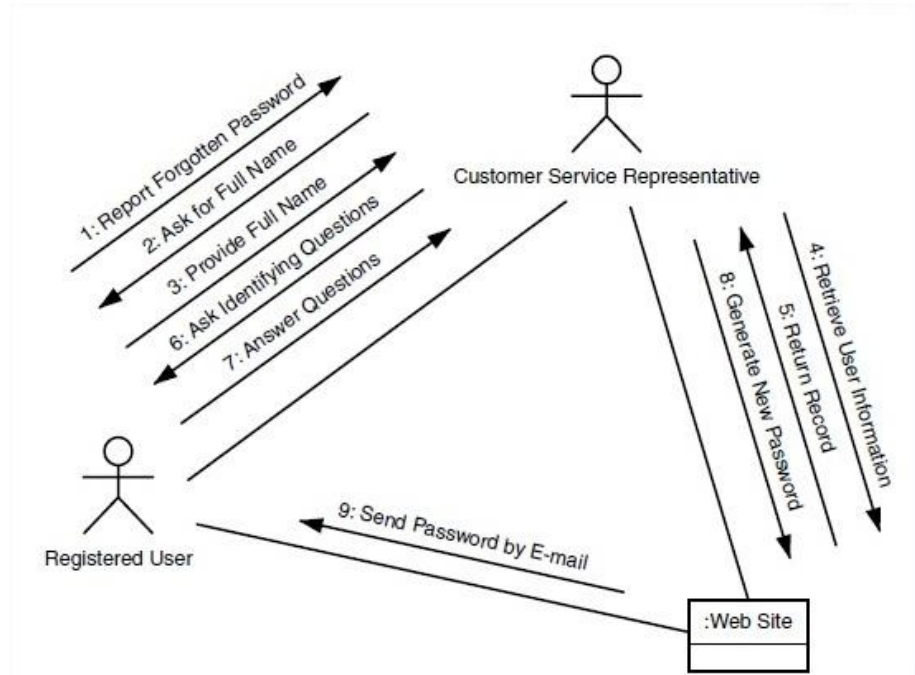 1: Report Forgotten Password
2: Ask for Full Name
3: Provide Full Name
6: Ask Identifying Questions
7: Answer Questions
Customer Service Representative
4: Retrieve User Information
5: Return Record
8: Generate New Password
Registered User
9: Send Password by E-mail
:Web Site